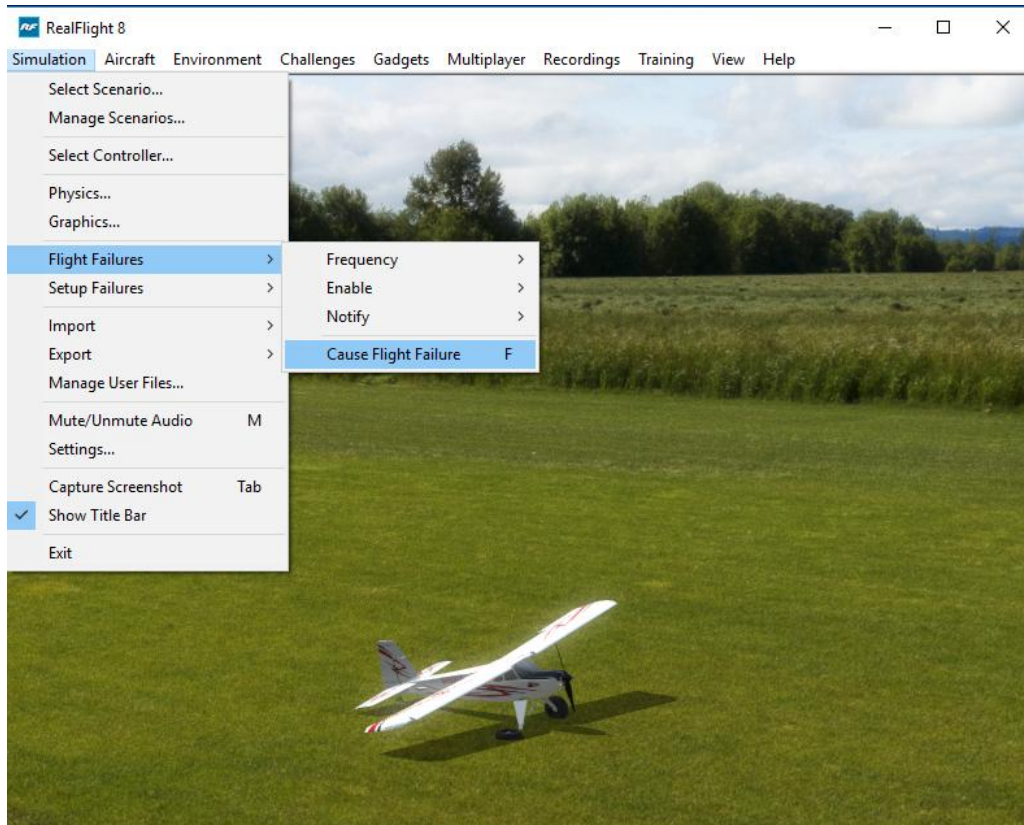 RF RealFlight 8
Simulation Aircraft Environment Challenges Gadgets Multiplayer Recordings Training View Help
Select Scenario...
Manage Scenarios...
Select Controller...
Physics...
Graphics...
Flight Failures
Setup Failures
Import
Export
Manage User Files...
Mute/Unmute Audio M
Settings...
Capture Screenshot Tab
Show Title Bar
Exit
Frequency
Enable
Notify
Cause Flight Failure F